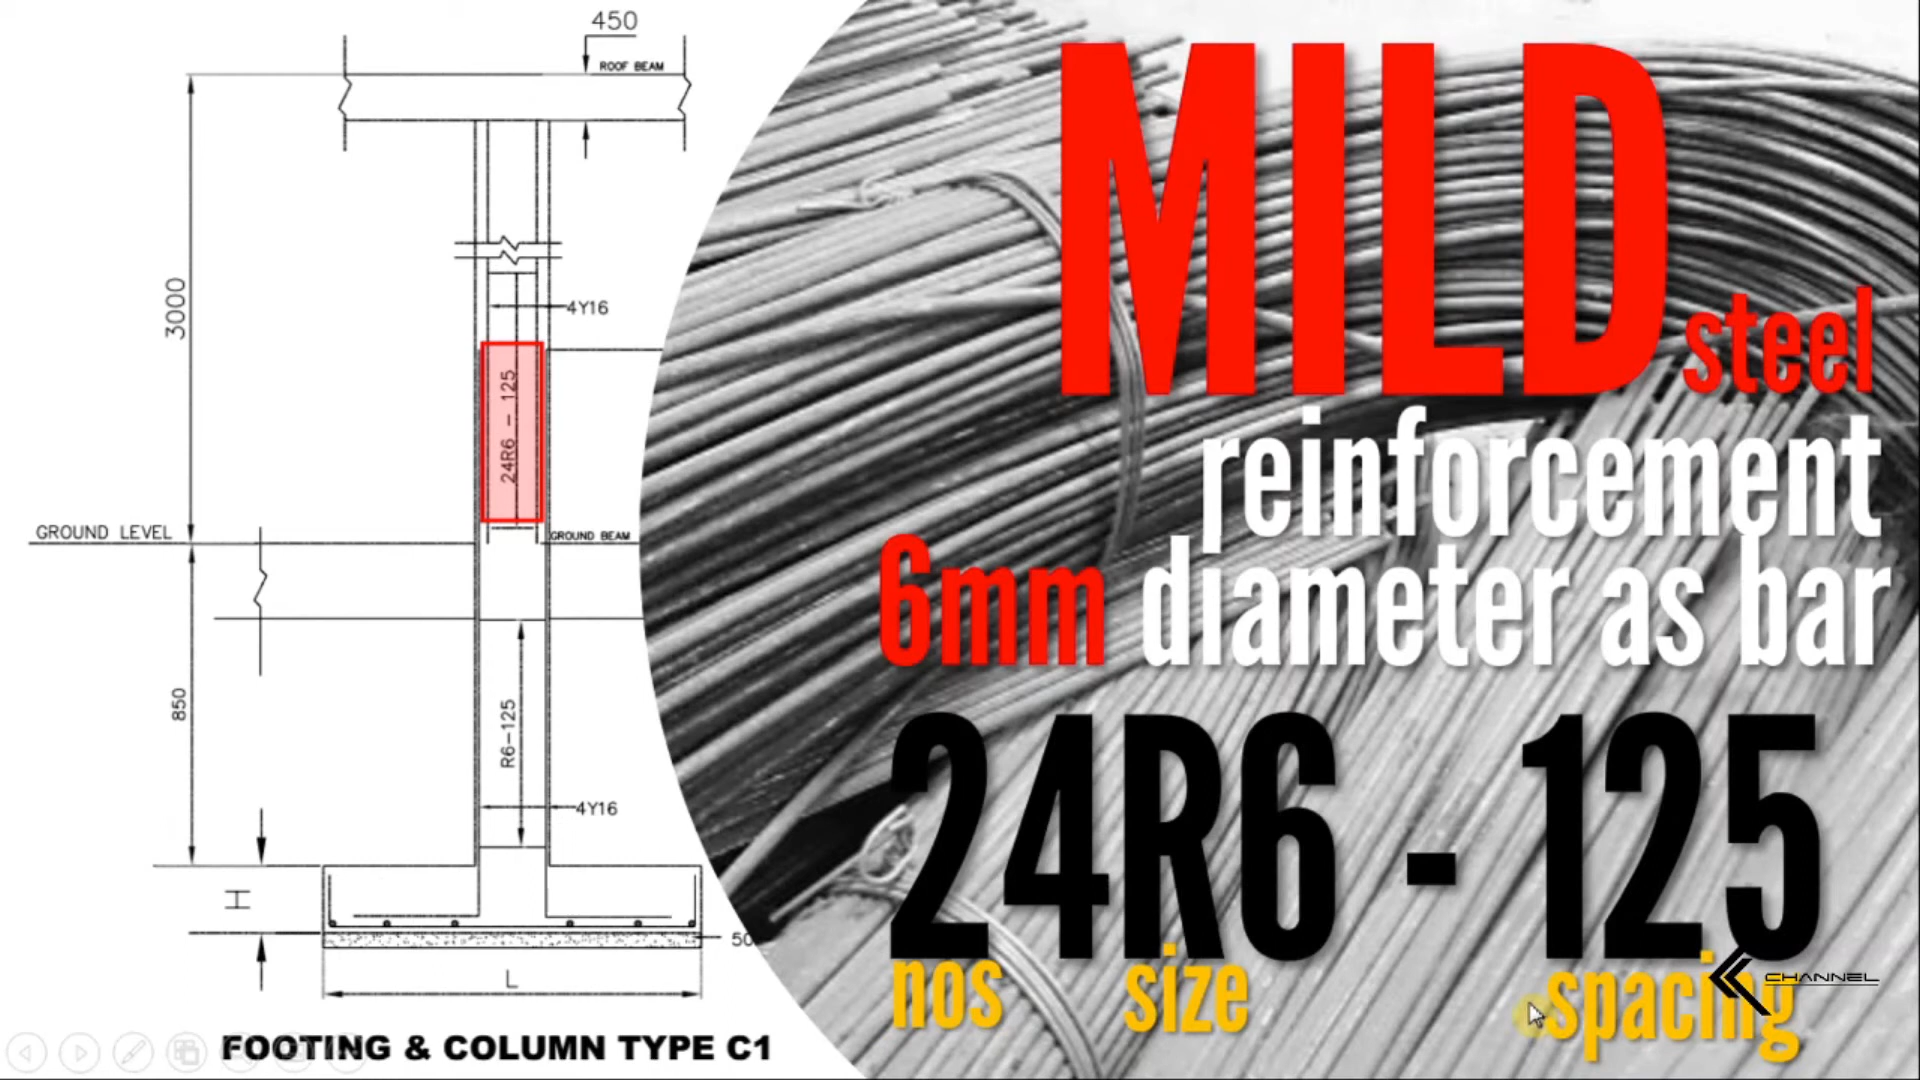 450
ROOF BEAM
3000
4Y16
24R6 - 125
GROUND LEVEL
GROUND BEAM
850
R6-125
4Y16
H
50
L
FOOTING & COLUMN TYPE C1
MILD steel
reinforcement
6mm diameter as bar
24R6 - 125
nos size spacing
CHANNEL